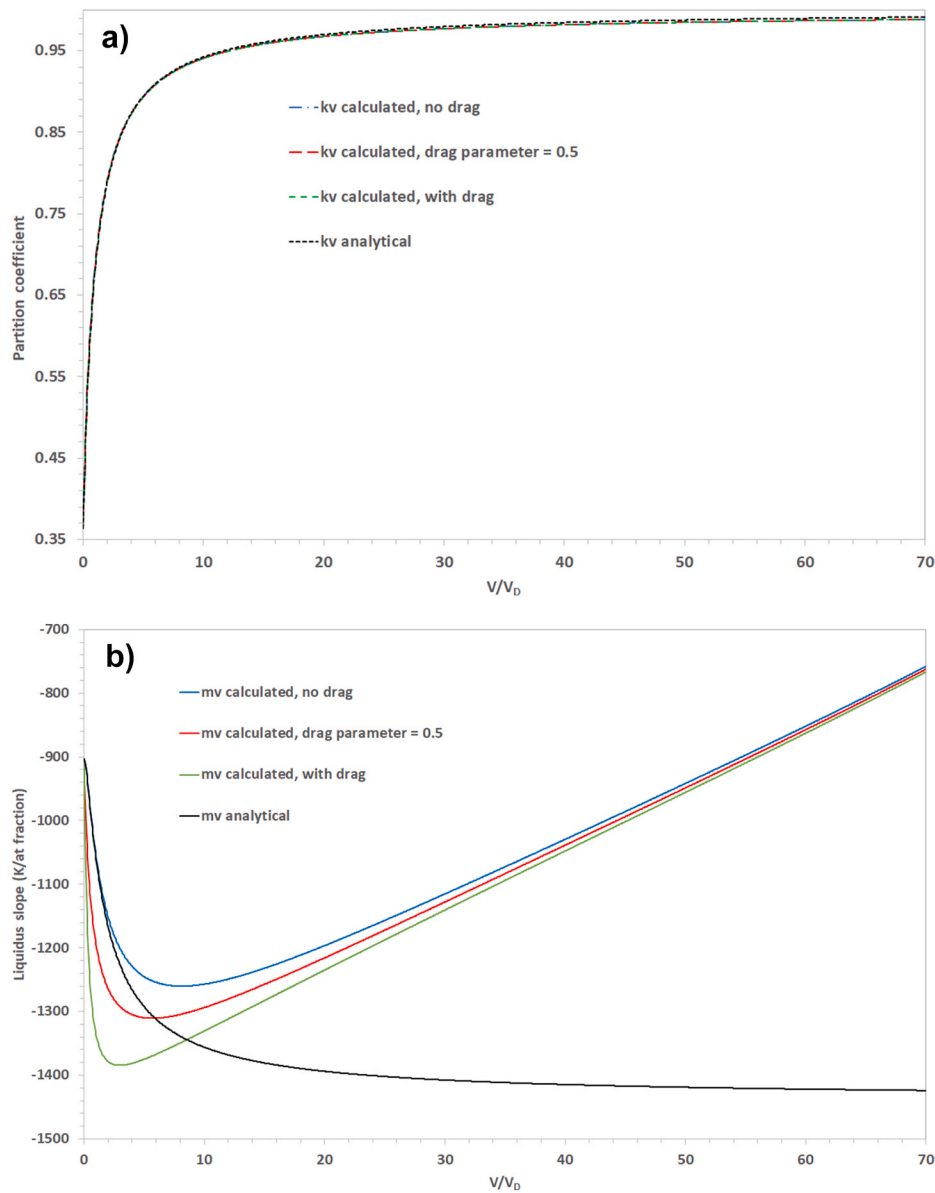 a)
0.95
0.85
0.75
0.65
0.55
0.45
0.35
Partition coefficient
kv calculated, no drag
kv calculated, drag parameter = 0.5
kv calculated, with drag
kv analytical
0 10 20 30 40 50 60 70
V/VD
b)
-700
-800
-900
-1000
-1100
-1200
-1300
-1400
-1500
Liquidus slope (K/at fraction)
mv calculated, no drag
mv calculated, drag parameter = 0.5
mv calculated, with drag
mv analytical
0 10 20 30 40 50 60 70
V/VD